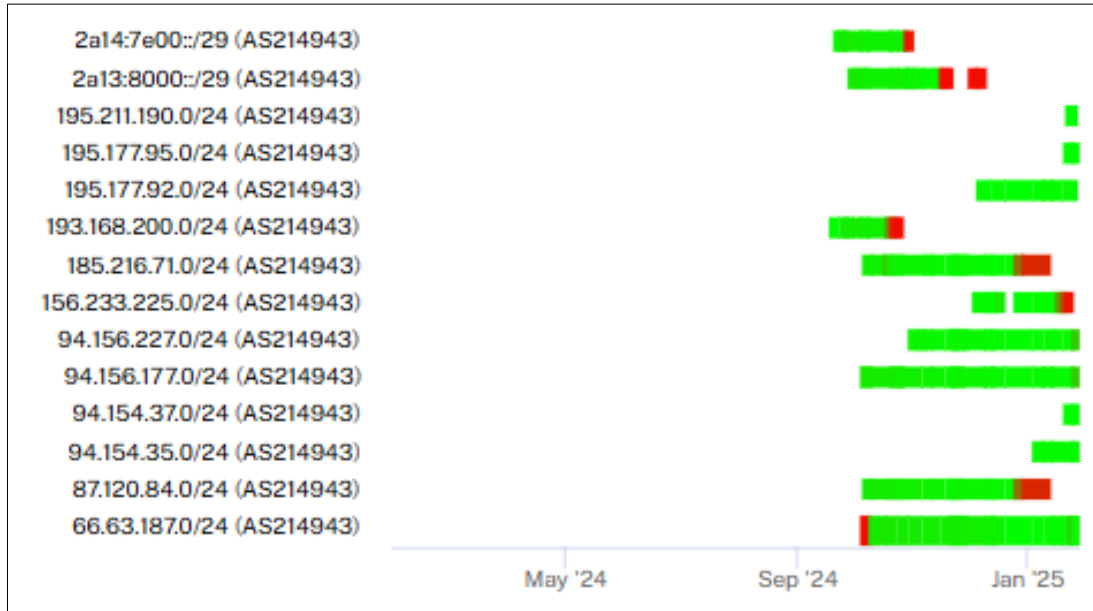 2a14:7e00::/29 (AS214943)
2a13:8000::/29 (AS214943)
195.211.190.0/24 (AS214943)
195.177.95.0/24 (AS214943)
195.177.92.0/24 (AS214943)
193.168.200.0/24 (AS214943)
185.216.71.0/24 (AS214943)
156.233.225.0/24 (AS214943)
94.156.227.0/24 (AS214943)
94.156.177.0/24 (AS214943)
94.154.37.0/24 (AS214943)
94.154.35.0/24 (AS214943)
87.120.84.0/24 (AS214943)
66.63.187.0/24 (AS214943)
May '24 Sep '24 Jan '25